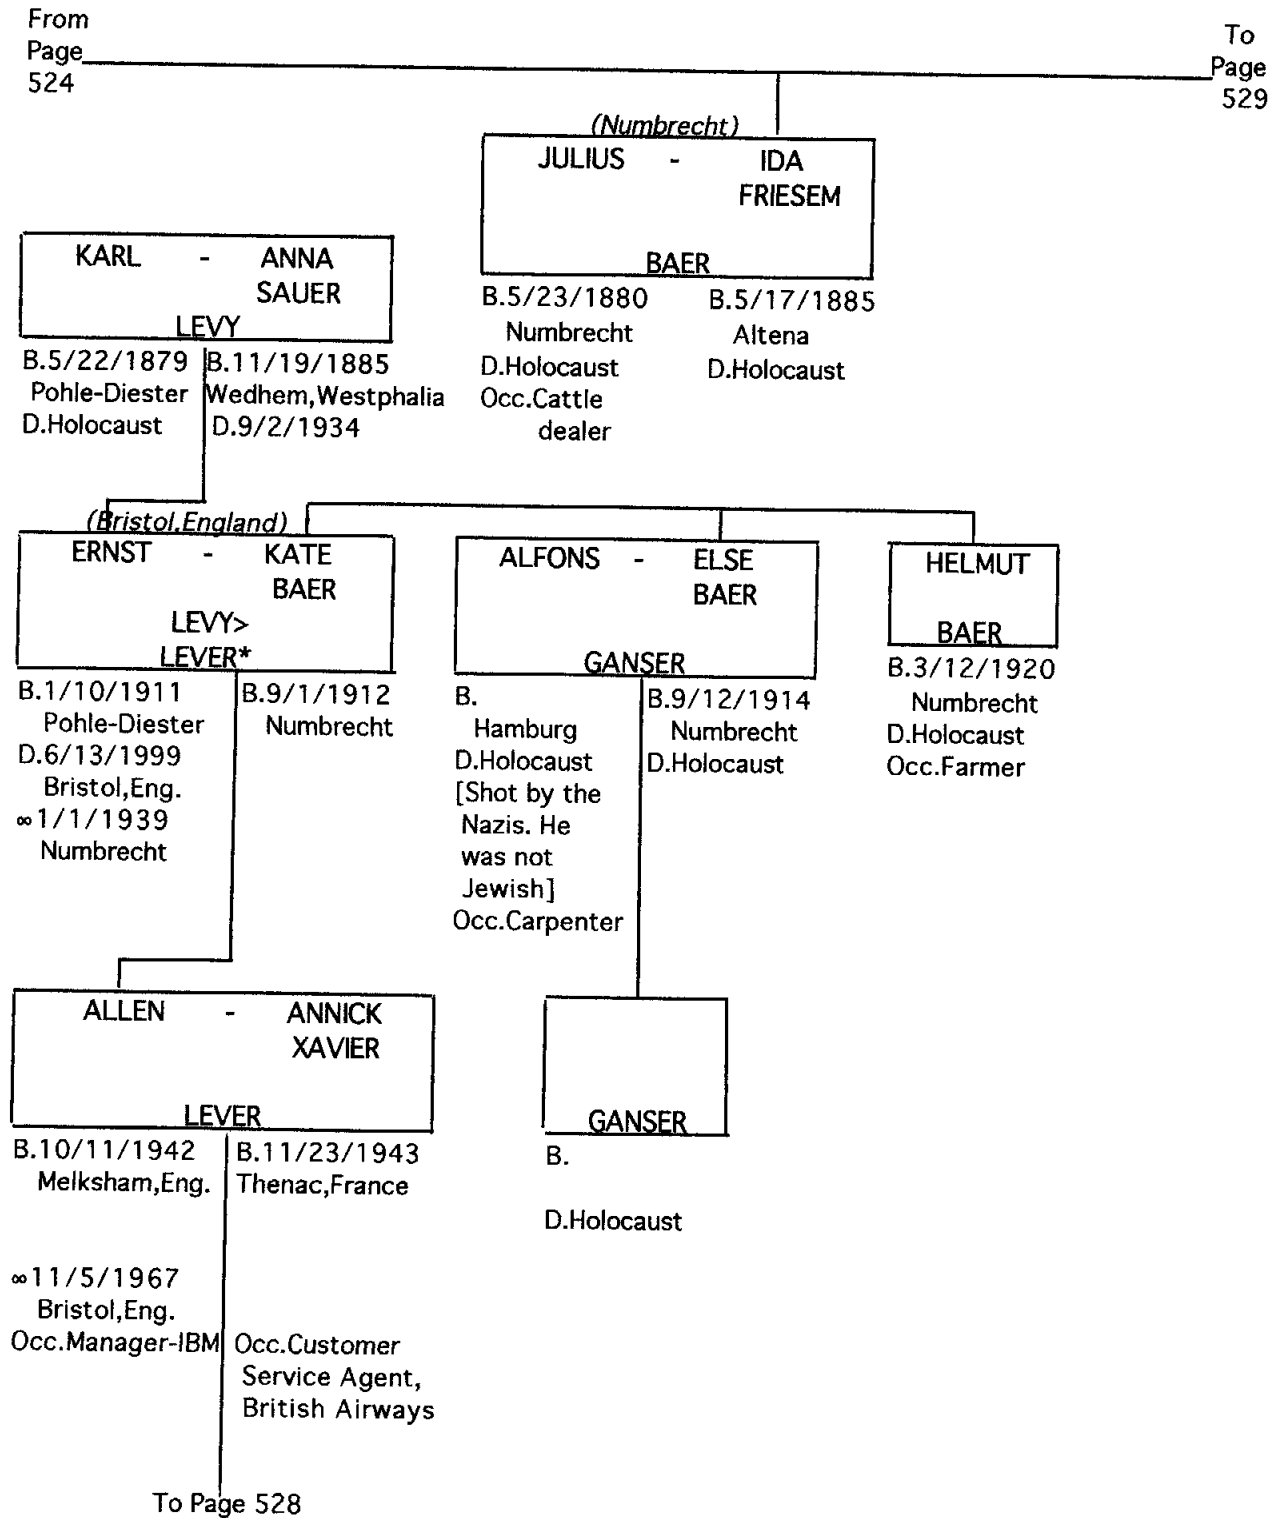 From
Page
524
To
Page
529
(Numbrecht)
JULIUS - IDA
FRIESEM
BAER
B.5/23/1880 B.5/17/1885
Numbrecht Altena
D.Holocaust D.Holocaust
Occ.Cattle
dealer
KARL - ANNA
SAUER
LEVY
B.5/22/1879 B.11/19/1885
Pohle-Diester Wedhem,Westphalia
D.Holocaust D.9/2/1934
(Bristol,England)
ERNST - KATE
BAER
LEVY>
LEVER*
B.1/10/1911 B.9/1/1912
Pohle-Diester Numbrecht
D.6/13/1999
Bristol,Eng.
∞1/1/1939
Numbrecht
ALFONS - ELSE
BAER
GANSER
B. B.9/12/1914
Hamburg Numbrecht
D.Holocaust D.Holocaust
[Shot by the
Nazis. He
was not
Jewish]
Occ.Carpenter
HELMUT
BAER
B.3/12/1920
Numbrecht
D.Holocaust
Occ.Farmer
ALLEN - ANNICK
XAVIER
LEVER
B.10/11/1942 B.11/23/1943
Melksham,Eng. Thenac,France
∞11/5/1967
Bristol,Eng.
Occ.Manager-IBM Occ.Customer
Service Agent,
British Airways
GANSER
B.
D.Holocaust
To Page 528